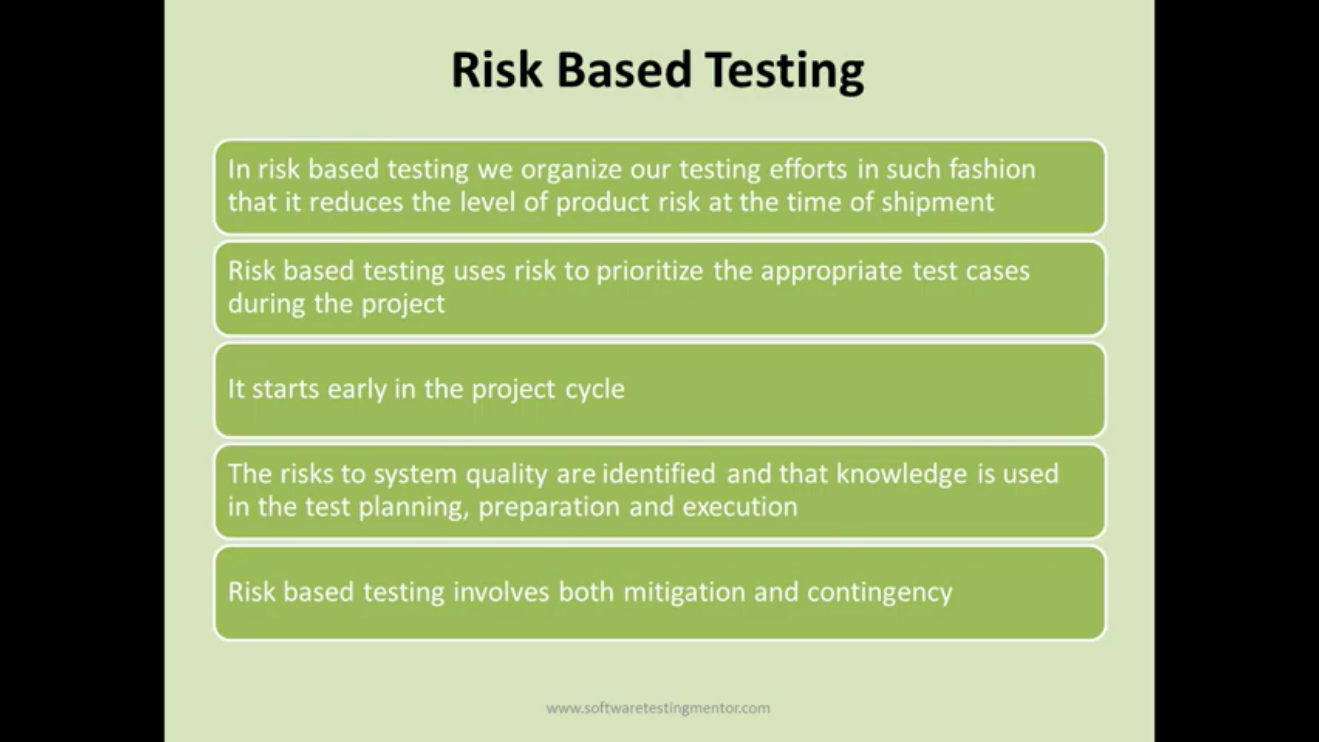 Risk Based Testing
In risk based testing we organize our testing efforts in such fashion
that it reduces the level of product risk at the time of shipment
Risk based testing uses risk to prioritize the appropriate test cases
during the project
It starts early in the project cycle
The risks to system quality are identified and that knowledge is used
in the test planning, preparation and execution
Risk based testing involves both mitigation and contingency
www.softwaretestingmentor.com